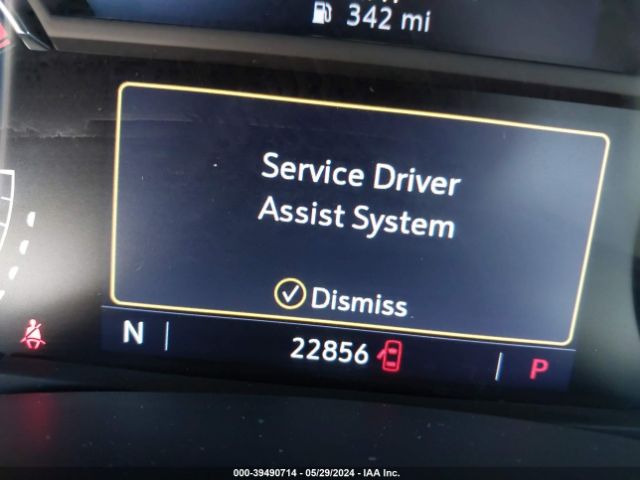 342 mi
Service Driver
Assist System
Dismiss
N 22856 P
000-39490714 - 05/29/2024 - IAA Inc.